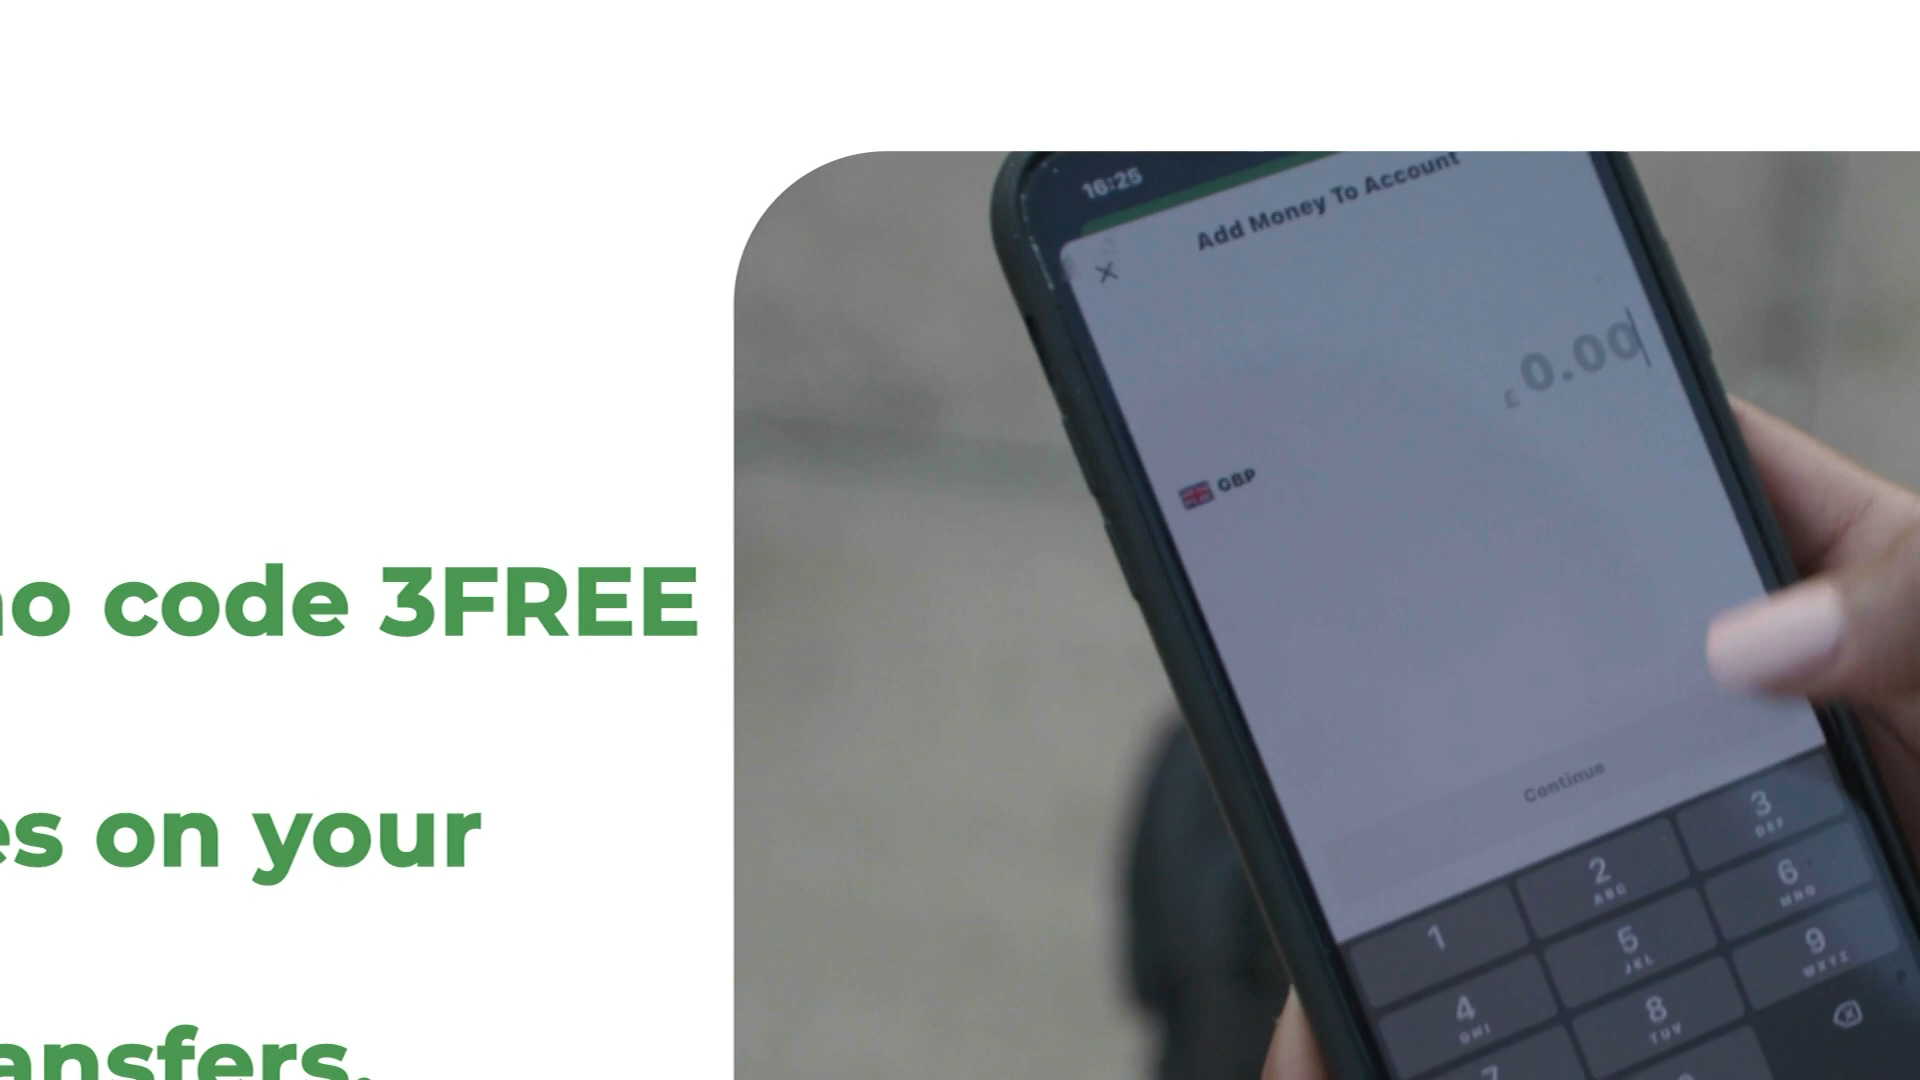 no code 3FREE
es on your
ansfers.
16:25
Add Money To Account
£0.00
GBP
Continue
1
2 ABC
3 DEF
4 GHI
5 JKL
6 MNO
7
8 TUV
9 WXYZ